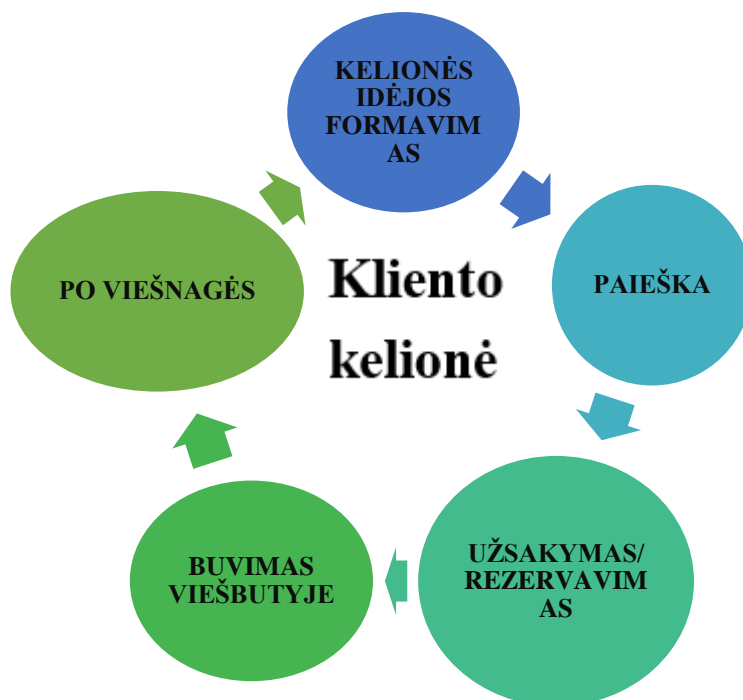 KELIONĖS
IDĖJOS
FORMAVIM
AS
PAIEŠKA
UŽSAKYMAS/
REZERVAVIM
AS
BUVIMAS
VIEŠBUTYJE
PO VIEŠNAGĖS
Kliento
kelionė